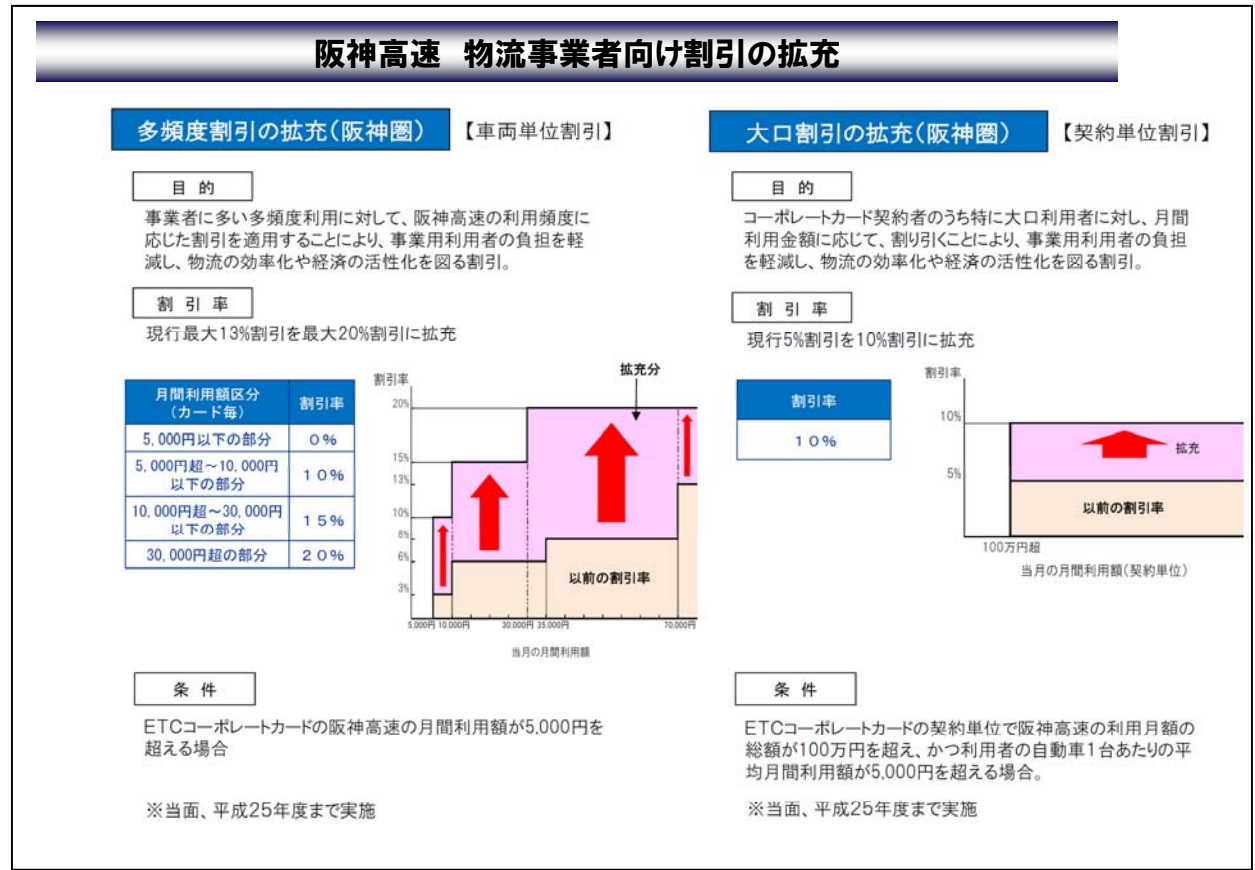 阪神高速 物流事業者向け割引の拡充
多頻度割引の拡充(阪神圏) 【車両単位割引】
目 的
事業者に多い多頻度利用に対して、阪神高速の利用頻度に
応じた割引を適用することにより、事業用利用者の負担を軽
減し、物流の効率化や経済の活性化を図る割引。
割 引 率
現行最大13%割引を最大20%割引に拡充
月間利用額区分
(カード毎)
割引率
5,000円以下の部分 0%
5,000円超~10,000円
以下の部分
10%
10,000円超~30,000円
以下の部分
15%
30,000円超の部分 20%
割引率
拡充分
20%
15%
13%
10%
8%
6%
3%
以前の割引率
5,000円 10,000円 30,000円 35,000円 70,000円
当月の月間利用額
条 件
ETCコーポレートカードの阪神高速の月間利用額が5,000円を
超える場合
※当面、平成25年度まで実施
大口割引の拡充(阪神圏) 【契約単位割引】
目 的
コーポレートカード契約者のうち特に大口利用者に対し、月間
利用金額に応じて、割り引くことにより、事業用利用者の負担
を軽減し、物流の効率化や経済の活性化を図る割引。
割 引 率
現行5%割引を10%割引に拡充
割引率
10%
割引率
10%
拡充
5%
以前の割引率
100万円超
当月の月間利用額(契約単位)
条 件
ETCコーポレートカードの契約単位で阪神高速の利用月額の
総額が100万円を超え、かつ利用者の自動車1台あたりの平
均月間利用額が5,000円を超える場合。
※当面、平成25年度まで実施